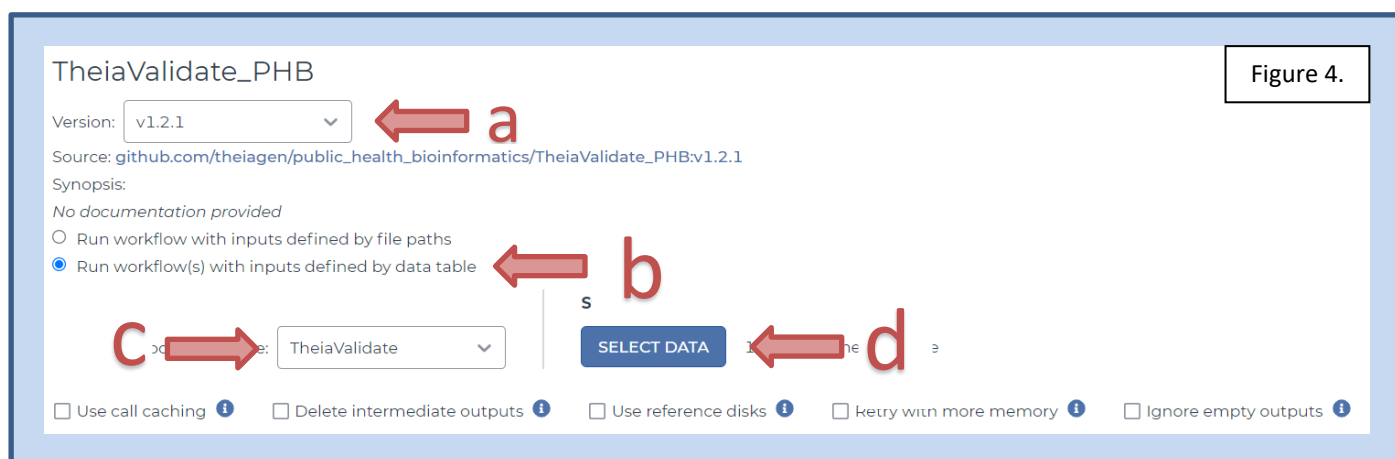 TheiaValidate_PHB
Figure 4.
Version: v1.2.1
a
Source: github.com/theiagen/public_health_bioinformatics/TheiaValidate_PHB:v1.2.1
Synopsis:
No documentation provided
Run workflow with inputs defined by file paths
Run workflow(s) with inputs defined by data table
b
S
c
TheiaValidate
SELECT DATA
d
Use call caching Delete intermediate outputs Use reference disks Retry with more memory Ignore empty outputs